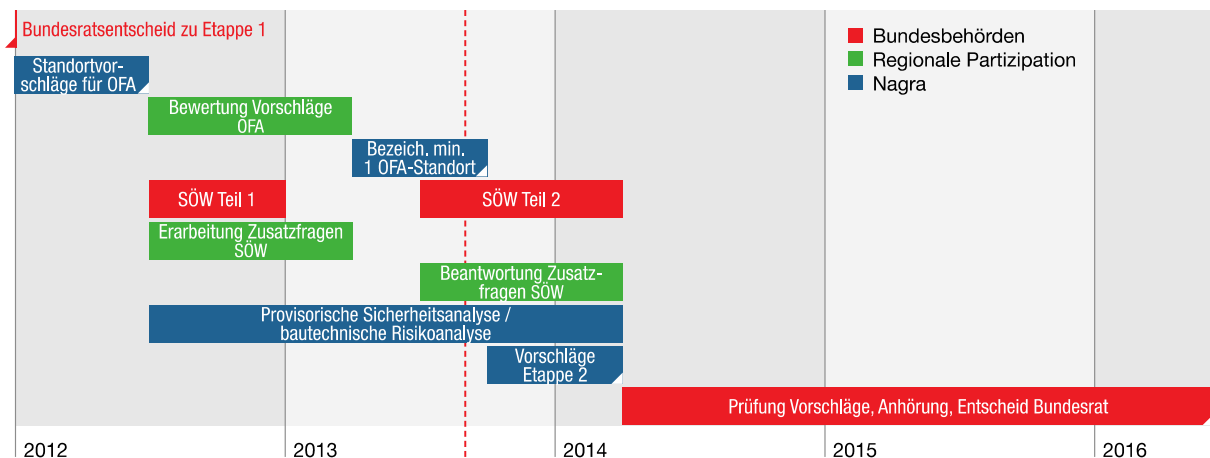 Bundesratsentscheid zu Etappe 1
Bundesbehörden
Regionale Partizipation
Nagra
Standortvor-
schläge für OFA
Bewertung Vorschläge
OFA
Bezeich. min.
1 OFA-Standort
SÖW Teil 1
SÖW Teil 2
Erarbeitung Zusatzfragen
SÖW
Beantwortung Zusatz-
fragen SÖW
Provisorische Sicherheitsanalyse /
bautechnische Risikoanalyse
Vorschläge
Etappe 2
Prüfung Vorschläge, Anhörung, Entscheid Bundesrat
2012 2013 2014 2015 2016